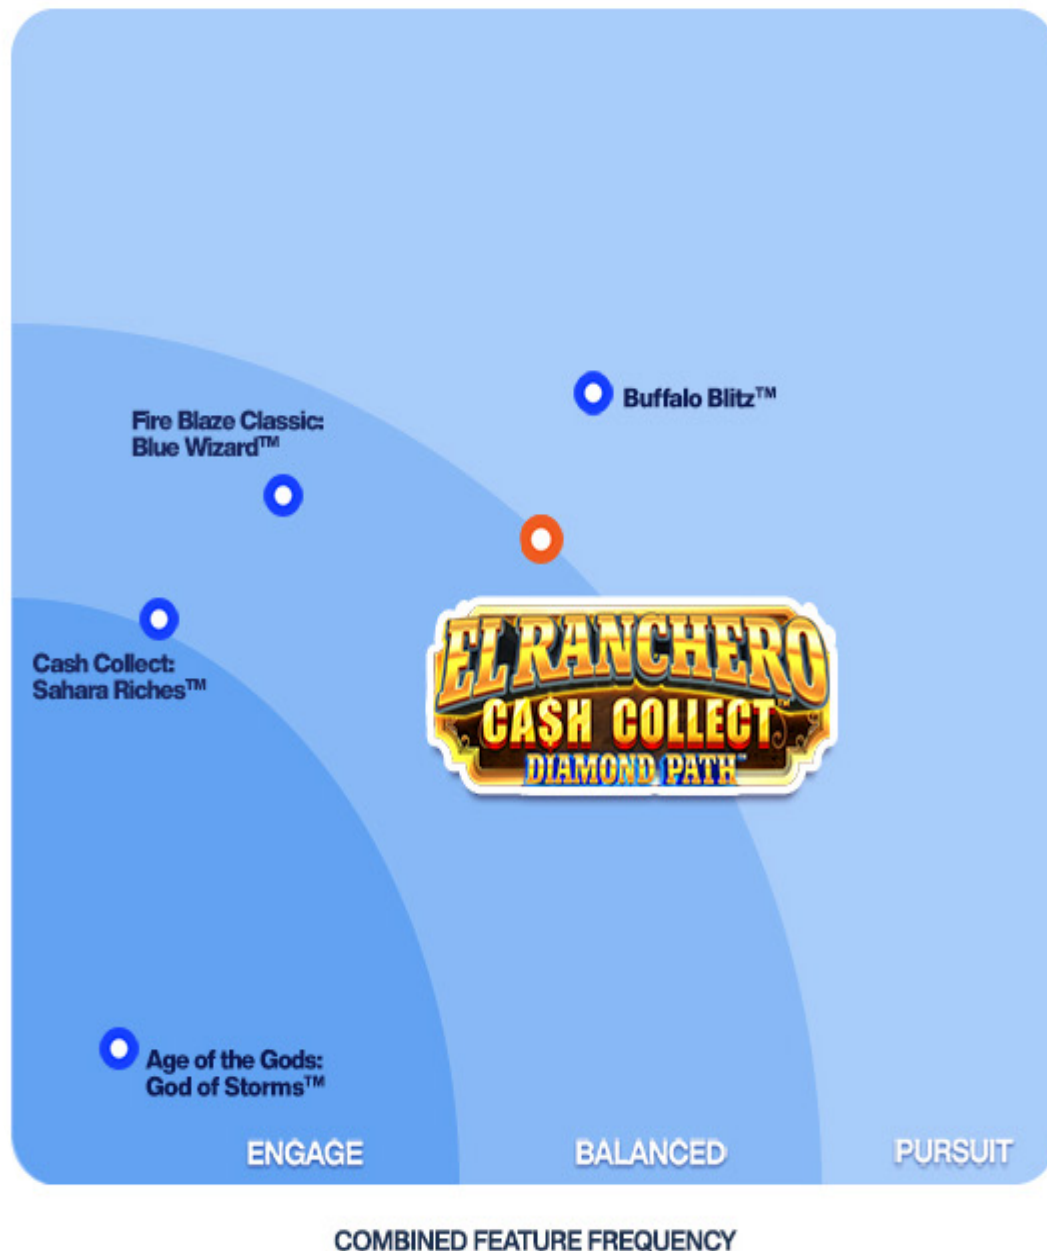 Buffalo Blitz™
Fire Blaze Classic:
Blue Wizard™
EL RANCHERO
CA$H COLLECT™
DIAMOND PATH™
Cash Collect:
Sahara Riches™
Age of the Gods:
God of Storms™
ENGAGE
BALANCED
PURSUIT
COMBINED FEATURE FREQUENCY